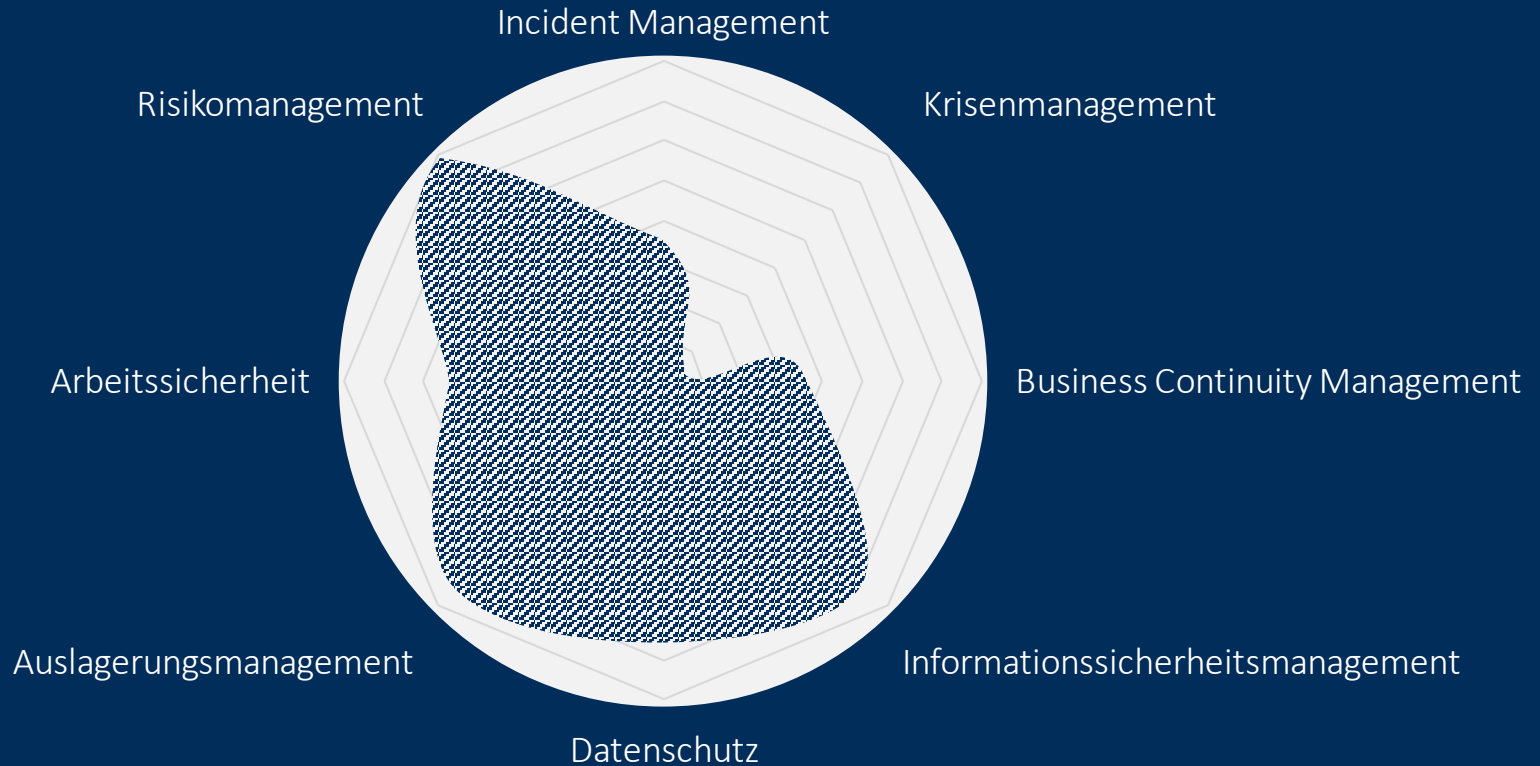 Incident Management
Risikomanagement
Krisenmanagement
Arbeitssicherheit
Business Continuity Management
Auslagerungsmanagement
Informationssicherheitsmanagement
Datenschutz